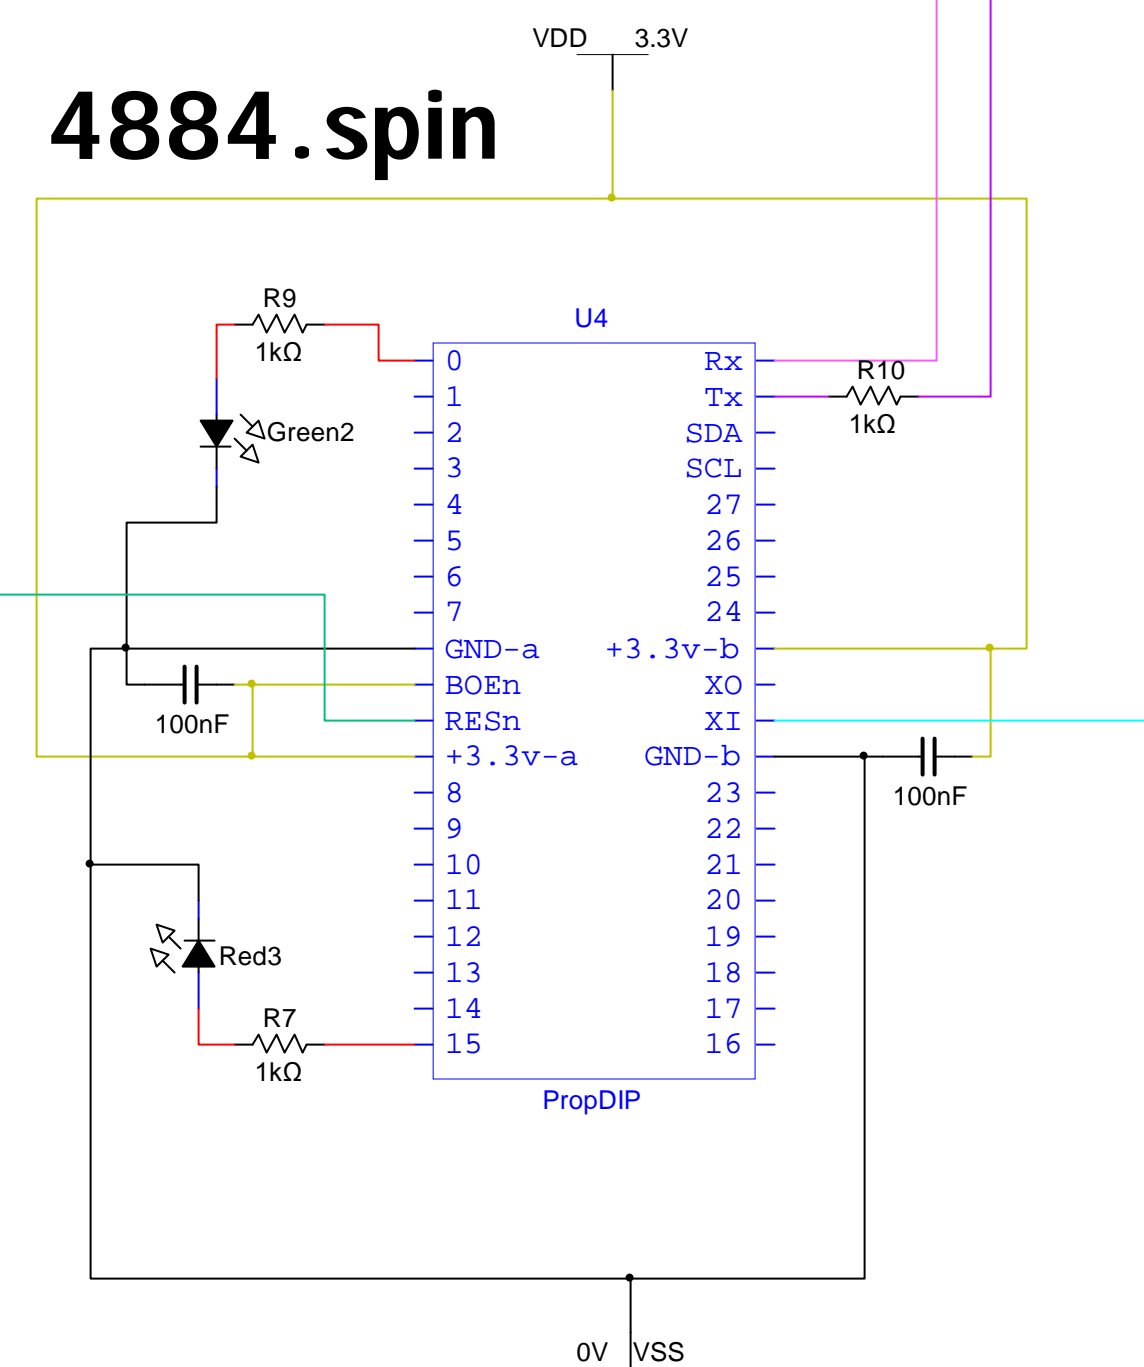 VDD 3.3V
4884.spin
R9
1kΩ
U4
Green2
R10
1kΩ
0 Rx
1 Tx
2 SDA
3 SCL
4 27
5 26
6 25
7 24
GND-a +3.3v-b
BOEn XO
RESn XI
+3.3v-a GND-b
8 23
9 22
10 21
11 20
12 19
13 18
14 17
15 16
100nF
100nF
Red3
R7
1kΩ
PropDIP
0V VSS